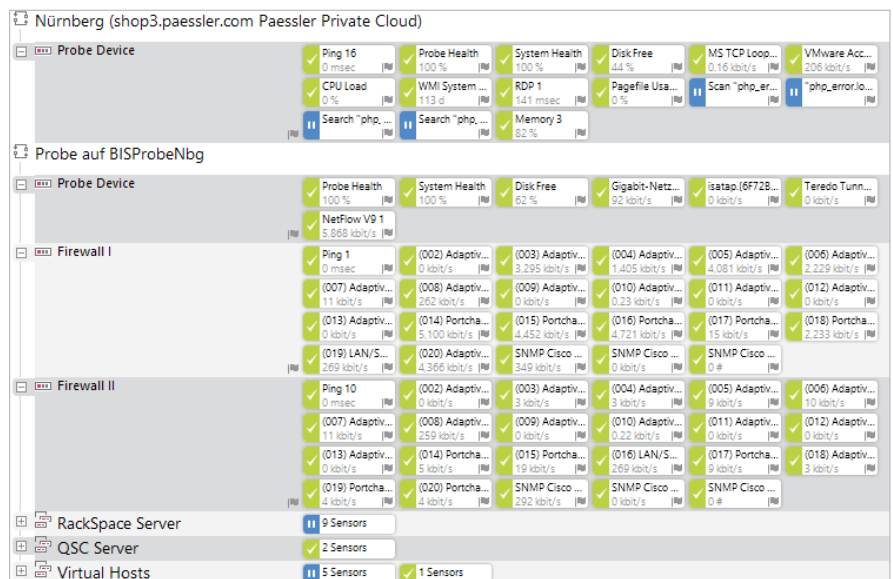 Nürnberg (shop3.paessler.com Paessler Private Cloud)
Probe Device
Ping 16
0 msec
Probe Health
100 %
System Health
100 %
Disk Free
44 %
MS TCP Loop...
0.16 kbit/s
VMware Acc...
206 kbit/s
CPU Load
0 %
WMI System ...
113 d
RDP 1
141 msec
Pagefile Usa...
0 %
Scan "php_er...
"php_error.lo...
Search "php_...
Search "php_...
Memory 3
82 %
Probe auf BISProbeNbg
Probe Device
Probe Health
100 %
System Health
100 %
Disk Free
62 %
Gigabit-Netz...
92 kbit/s
isatap.{6F72B...
0 kbit/s
Teredo Tunn...
0 kbit/s
NetFlow V9 1
5,868 kbit/s
Firewall I
Ping 1
0 msec
(002) Adaptiv...
0 kbit/s
(003) Adaptiv...
3,295 kbit/s
(004) Adaptiv...
1,405 kbit/s
(005) Adaptiv...
4,081 kbit/s
(006) Adaptiv...
2,229 kbit/s
(007) Adaptiv...
11 kbit/s
(008) Adaptiv...
262 kbit/s
(009) Adaptiv...
0 kbit/s
(010) Adaptiv...
0.23 kbit/s
(011) Adaptiv...
0 kbit/s
(012) Adaptiv...
0 kbit/s
(013) Adaptiv...
0 kbit/s
(014) Portcha...
5,100 kbit/s
(015) Portcha...
4,452 kbit/s
(016) Portcha...
4,721 kbit/s
(017) Portcha...
15 kbit/s
(018) Portcha...
2,233 kbit/s
(019) LAN/S...
269 kbit/s
(020) Adaptiv...
4,366 kbit/s
SNMP Cisco ...
349 kbit/s
SNMP Cisco ...
0 kbit/s
SNMP Cisco ...
0 #
Firewall II
Ping 10
0 msec
(002) Adaptiv...
0 kbit/s
(003) Adaptiv...
3 kbit/s
(004) Adaptiv...
3 kbit/s
(005) Adaptiv...
9 kbit/s
(006) Adaptiv...
10 kbit/s
(007) Adaptiv...
11 kbit/s
(008) Adaptiv...
259 kbit/s
(009) Adaptiv...
0 kbit/s
(010) Adaptiv...
0.22 kbit/s
(011) Adaptiv...
0 kbit/s
(012) Adaptiv...
0 kbit/s
(013) Adaptiv...
0 kbit/s
(014) Portcha...
5 kbit/s
(015) Portcha...
19 kbit/s
(016) LAN/S...
269 kbit/s
(017) Portcha...
9 kbit/s
(018) Adaptiv...
3 kbit/s
(019) Portcha...
4 kbit/s
(020) Portcha...
4 kbit/s
SNMP Cisco ...
292 kbit/s
SNMP Cisco ...
0 kbit/s
SNMP Cisco ...
0 #
RackSpace Server
9 Sensors
QSC Server
2 Sensors
Virtual Hosts
5 Sensors
1 Sensors